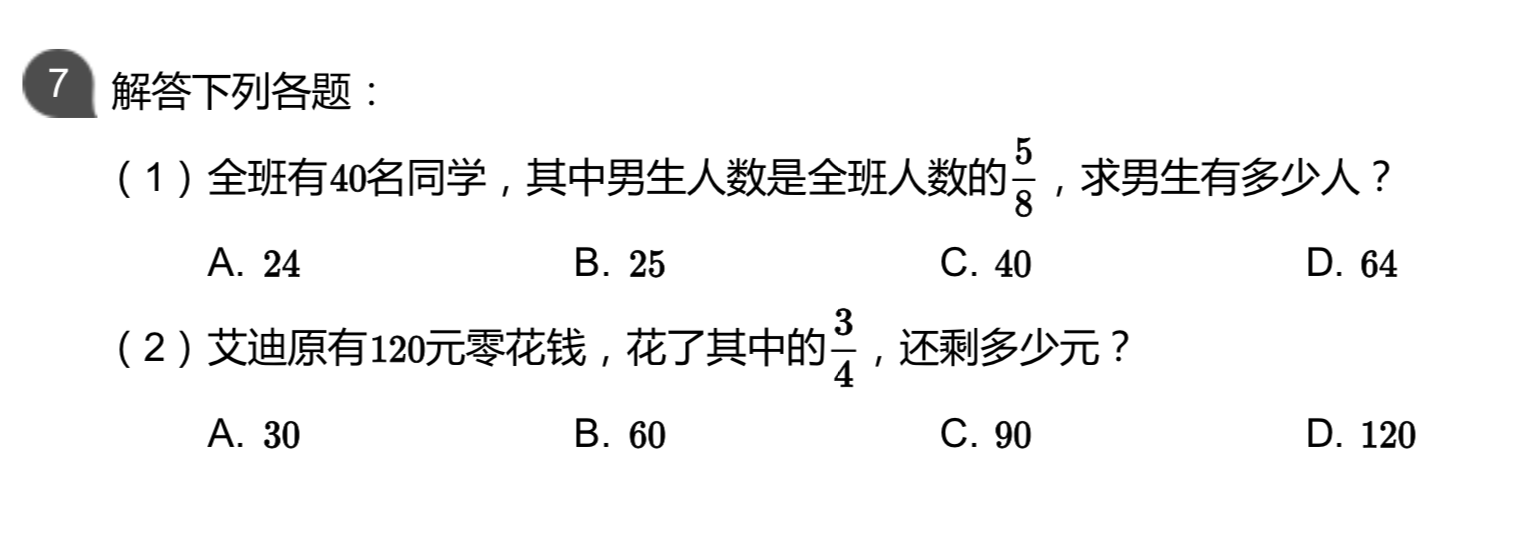 7 解答下列各题：
（1）全班有40名同学，其中男生人数是全班人数的5/8，求男生有多少人？
A. 24 B. 25 C. 40 D. 64
（2）艾迪原有120元零花钱，花了其中的3/4，还剩多少元？
A. 30 B. 60 C. 90 D. 120